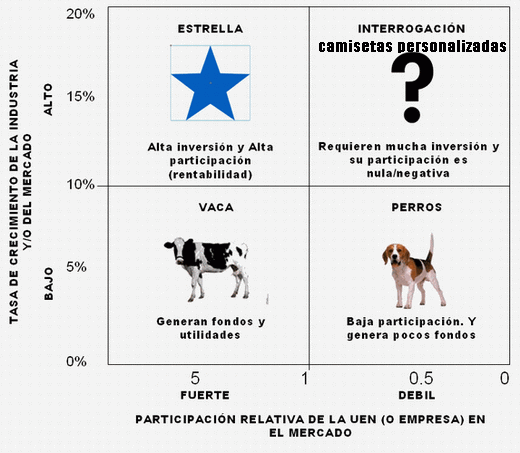 ESTRELLA
INTERROGACIÓN
camisetas personalizadas
?
Alta inversión y Alta
participación
(rentabilidad)
Requieren mucha inversión y
su participación es
nula/negativa
VACA
PERROS
Generan fondos y
utilidades
Baja participación. Y
genera pocos fondos
TASA DE CRECIMIENTO DE LA INDUSTRIA
Y/O DEL MERCADO
ALTO
BAJO
20%
15%
10%
5%
0%
5
1
0.5
0
FUERTE
DEBIL
PARTICIPACIÓN RELATIVA DE LA UEN (O EMPRESA) EN
EL MERCADO